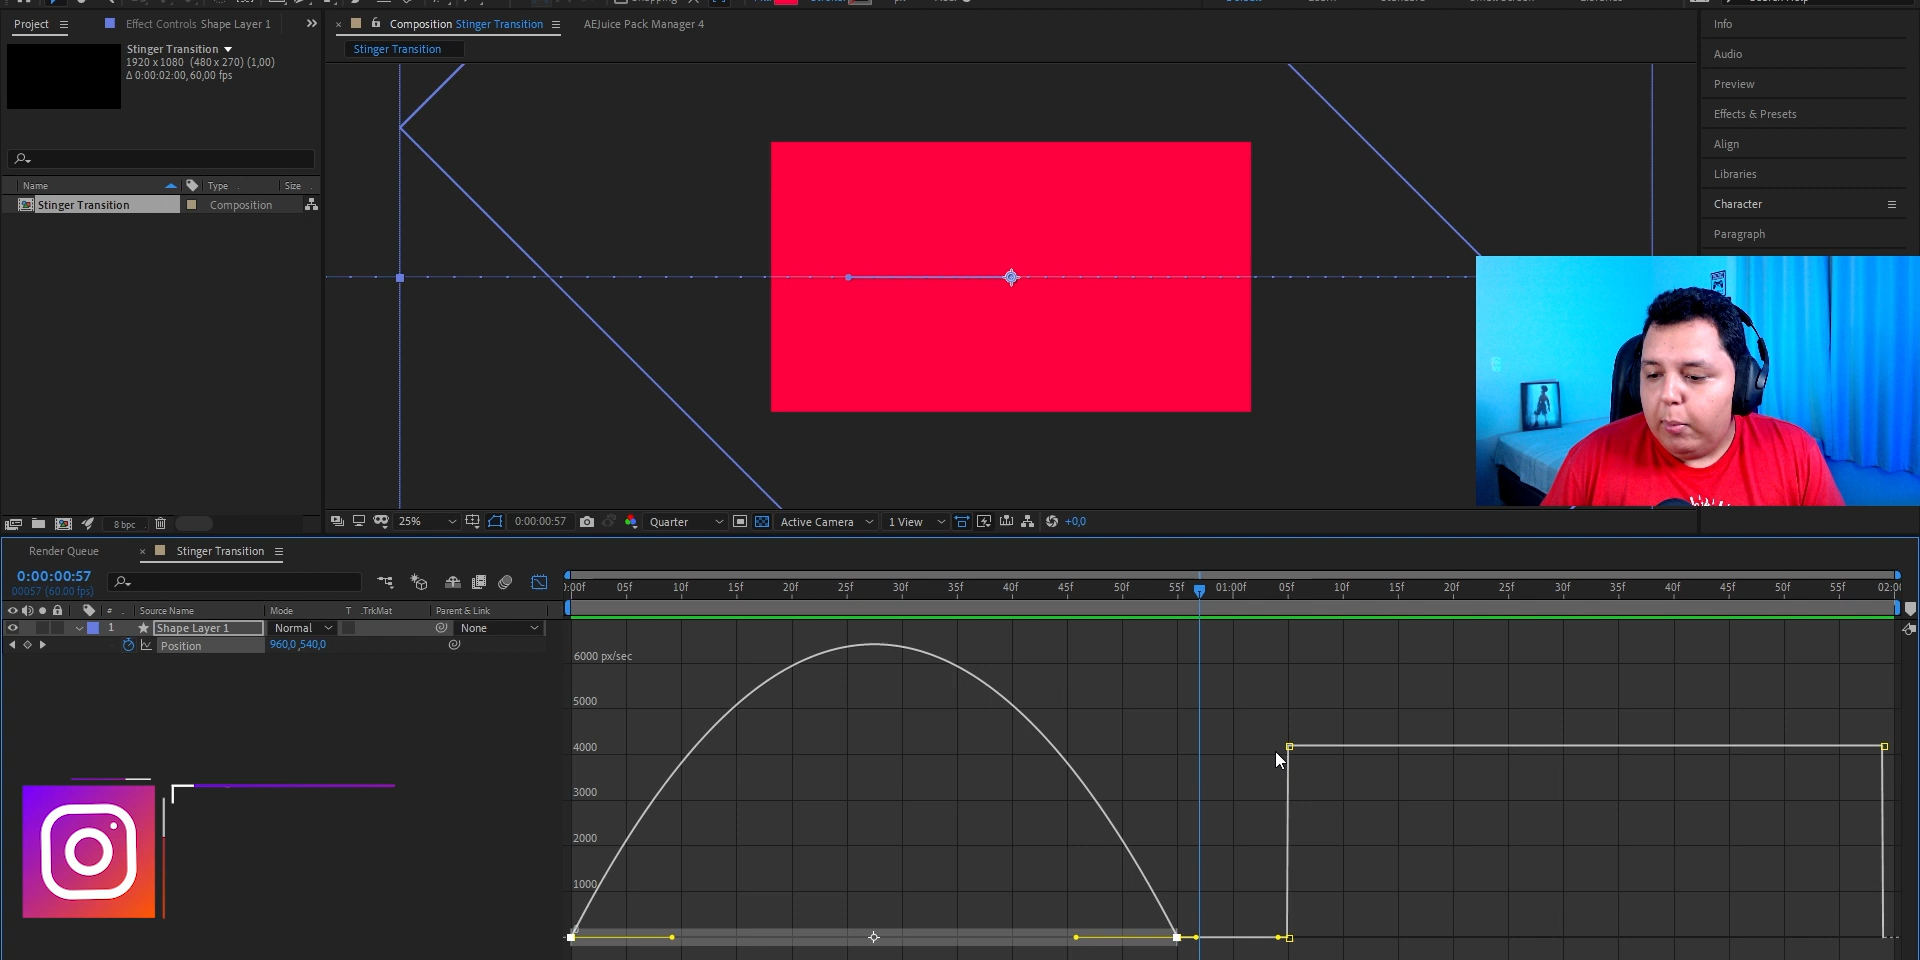 Project
Effect Controls Shape Layer 1
Composition Stinger Transition
AEJuice Pack Manager 4
Stinger Transition
1920 x 1080 (480 x 270) (1,00)
Δ 0:00:02:00, 60,00 fps
Stinger Transition
Name
Type
Size
Stinger Transition
Composition
Info
Audio
Preview
Effects & Presets
Align
Libraries
Character
Paragraph
8 bpc
25%
0:00:00:57
Quarter
Active Camera
1 View
+0,0
Render Queue
Stinger Transition
0:00:00:57
00057 (60.00 fps)
:00f 05f 10f 15f 20f 25f 30f 35f 40f 45f 50f 55f 01:00f 05f 10f 15f 20f 25f 30f 35f 40f 45f 50f 55f 02:00
# Source Name Mode T .TrkMat Parent & Link
1 Shape Layer 1 Normal None
Position 960,0 ,540,0
6000 px/sec
5000
4000
3000
2000
1000
0